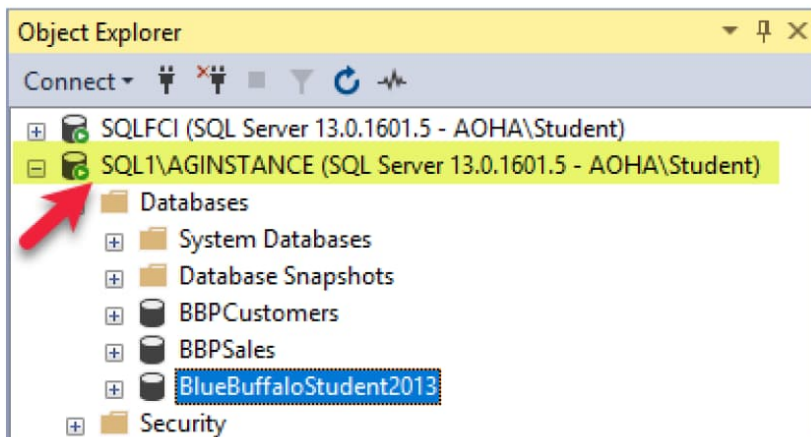 Object Explorer
Connect
SQLFCI (SQL Server 13.0.1601.5 - AOHA\Student)
SQL1\AGINSTANCE (SQL Server 13.0.1601.5 - AOHA\Student)
Databases
System Databases
Database Snapshots
BBPCustomers
BBPSales
BlueBuffaloStudent2013
Security